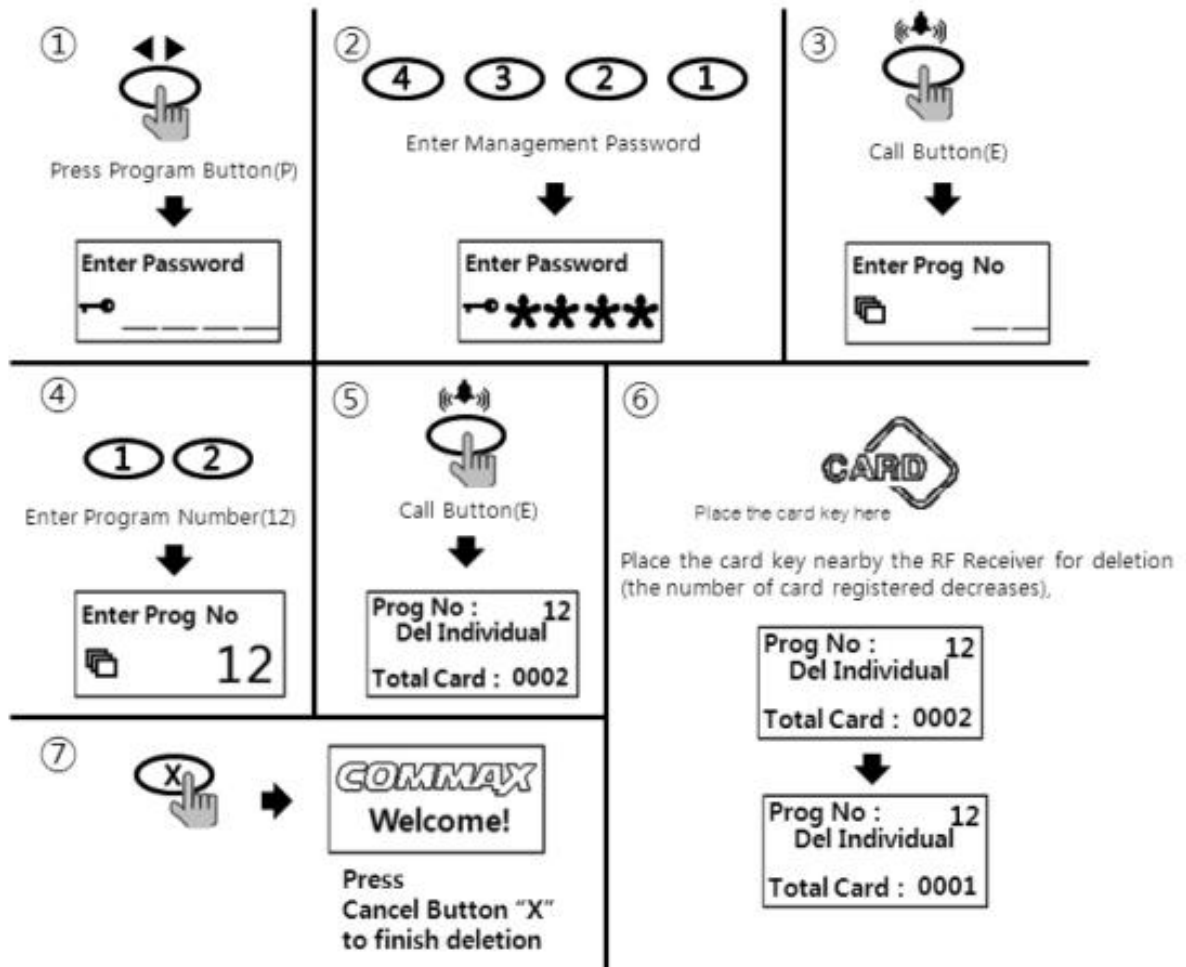 ①
Press Program Button(P)
Enter Password
②
4 3 2 1
Enter Management Password
Enter Password
****
③
Call Button(E)
Enter Prog No
④
1 2
Enter Program Number(12)
Enter Prog No
12
⑤
Call Button(E)
Prog No : 12
Del Individual
Total Card : 0002
⑥
CARD
Place the card key here
Place the card key nearby the RF Receiver for deletion
(the number of card registered decreases),
Prog No : 12
Del Individual
Total Card : 0002
Prog No : 12
Del Individual
Total Card : 0001
⑦
X
COMMAX
Welcome!
Press
Cancel Button “X”
to finish deletion